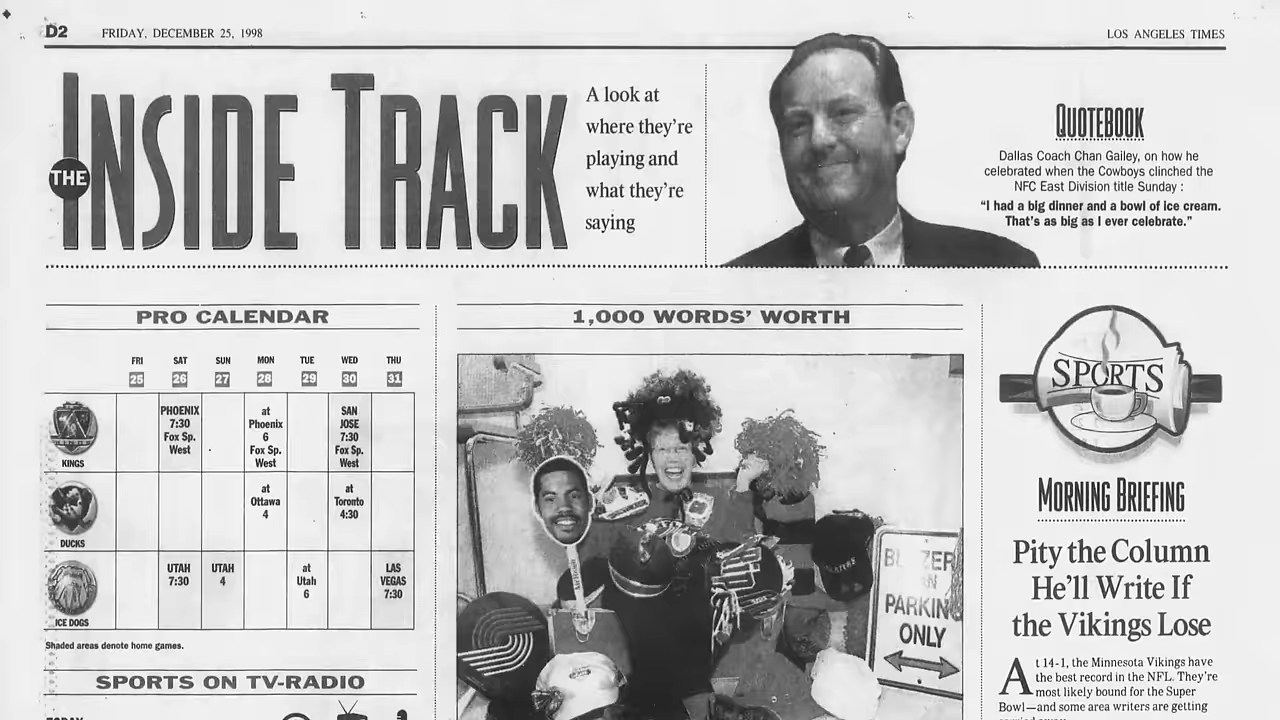 D2 FRIDAY, DECEMBER 25, 1998 LOS ANGELES TIMES
THE INSIDE TRACK
A look at
where they're
playing and
what they're
saying
QUOTEBOOK
Dallas Coach Chan Gailey, on how he
celebrated when the Cowboys clinched the
NFC East Division title Sunday :
“I had a big dinner and a bowl of ice cream.
That's as big as I ever celebrate.”
PRO CALENDAR
FRI SAT SUN MON TUE WED THU
25 26 27 28 29 30 31
KINGS
PHOENIX
7:30
Fox Sp.
West
at
Phoenix
6
Fox Sp.
West
SAN
JOSE
7:30
Fox Sp.
West
DUCKS
at
Ottawa
4
at
Toronto
4:30
ICE DOGS
UTAH
7:30
UTAH
4
at
Utah
6
LAS
VEGAS
7:30
Shaded areas denote home games.
SPORTS ON TV-RADIO
1,000 WORDS' WORTH
PARKING
ONLY
SPORTS
MORNING BRIEFING
Pity the Column
He'll Write If
the Vikings Lose
At 14-1, the Minnesota Vikings have
the best record in the NFL. They're
most likely bound for the Super
Bowl—and some area writers are getting